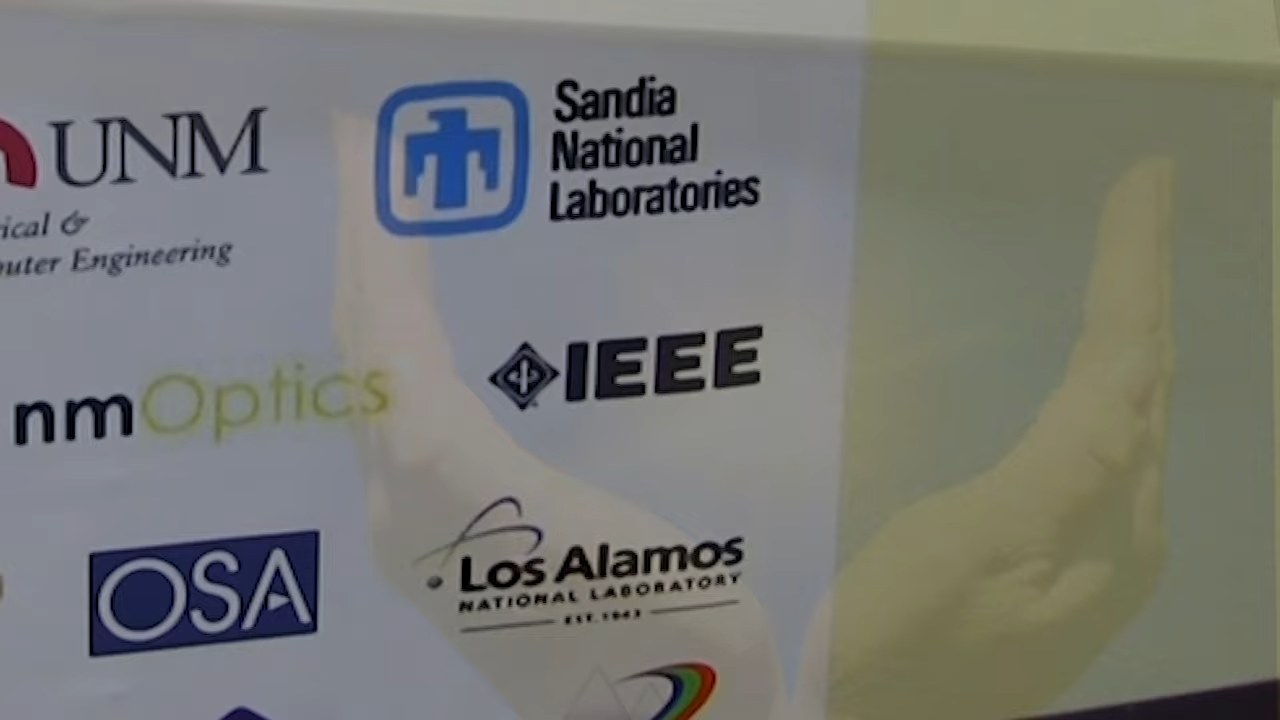 UNM
Sandia
National
Laboratories
ical &
uter Engineering
IEEE
nmOptics
OSA
Los Alamos
NATIONAL LABORATORY
EST. 1943